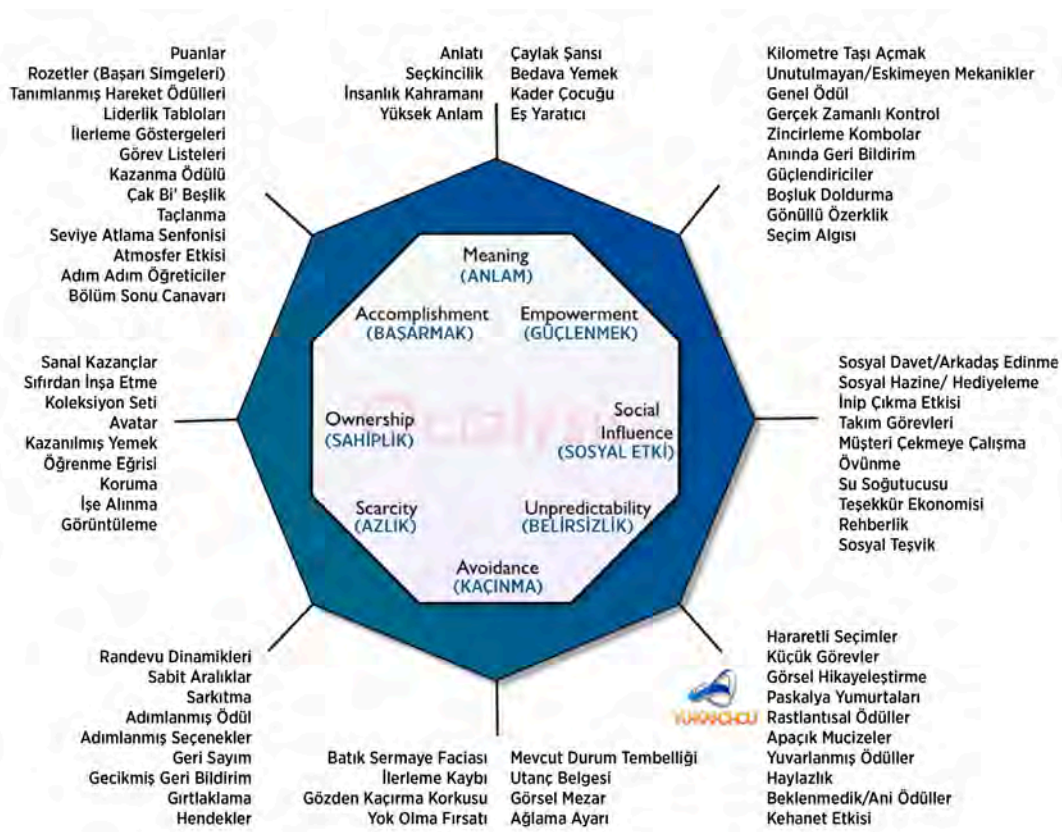 Puanlar
Rozetler (Başarı Simgeleri)
Tanımlanmış Hareket Ödülleri
Liderlik Tabloları
İlerleme Göstergeleri
Görev Listeleri
Kazanma Ödülü
Çak Bi' Beşlik
Taçlanma
Seviye Atlama Senfonisi
Atmosfer Etkisi
Adım Adım Öğreticiler
Bölüm Sonu Canavarı
Anlatı
Seçkincilik
İnsanlık Kahramanı
Yüksek Anlam
Çaylak Şansı
Bedava Yemek
Kader Çocuğu
Eş Yaratıcı
Kilometre Taşı Açmak
Unutulmayan/Eskimeyen Mekanikler
Genel Ödül
Gerçek Zamanlı Kontrol
Zincirleme Kombolar
Anında Geri Bildirim
Güçlendiriciler
Boşluk Doldurma
Gönüllü Özerklik
Seçim Algısı
Meaning
(ANLAM)
Accomplishment
(BAŞARMAK)
Empowerment
(GÜÇLENMEK)
Ownership
(SAHİPLİK)
Social
Influence
(SOSYAL ETKİ)
Scarcity
(AZLIK)
Unpredictability
(BELİRSİZLİK)
Avoidance
(KAÇINMA)
Sanal Kazançlar
Sıfırdan İnşa Etme
Koleksiyon Seti
Avatar
Kazanılmış Yemek
Öğrenme Eğrisi
Koruma
İşe Alınma
Görüntüleme
Sosyal Davet/Arkadaş Edinme
Sosyal Hazine/ Hediyeleme
İnip Çıkma Etkisi
Takım Görevleri
Müşteri Çekmeye Çalışma
Övünme
Su Soğutucusu
Teşekkür Ekonomisi
Rehberlik
Sosyal Teşvik
Randevu Dinamikleri
Sabit Aralıklar
Sarkıtma
Adımlanmış Ödül
Adımlanmış Seçenekler
Geri Sayım
Gecikmiş Geri Bildirim
Gırtlaklama
Hendekler
Batık Sermaye Faciası
İlerleme Kaybı
Gözden Kaçırma Korkusu
Yok Olma Fırsatı
Mevcut Durum Tembelliği
Utanç Belgesi
Görsel Mezar
Ağlama Ayarı
Hararetli Seçimler
Küçük Görevler
Görsel Hikayeleştirme
Paskalya Yumurtaları
Rastlantısal Ödüller
Apaçık Mucizeler
Yuvarlanmış Ödüller
Haylazlık
Beklenmedik/Ani Ödüller
Kehanet Etkisi